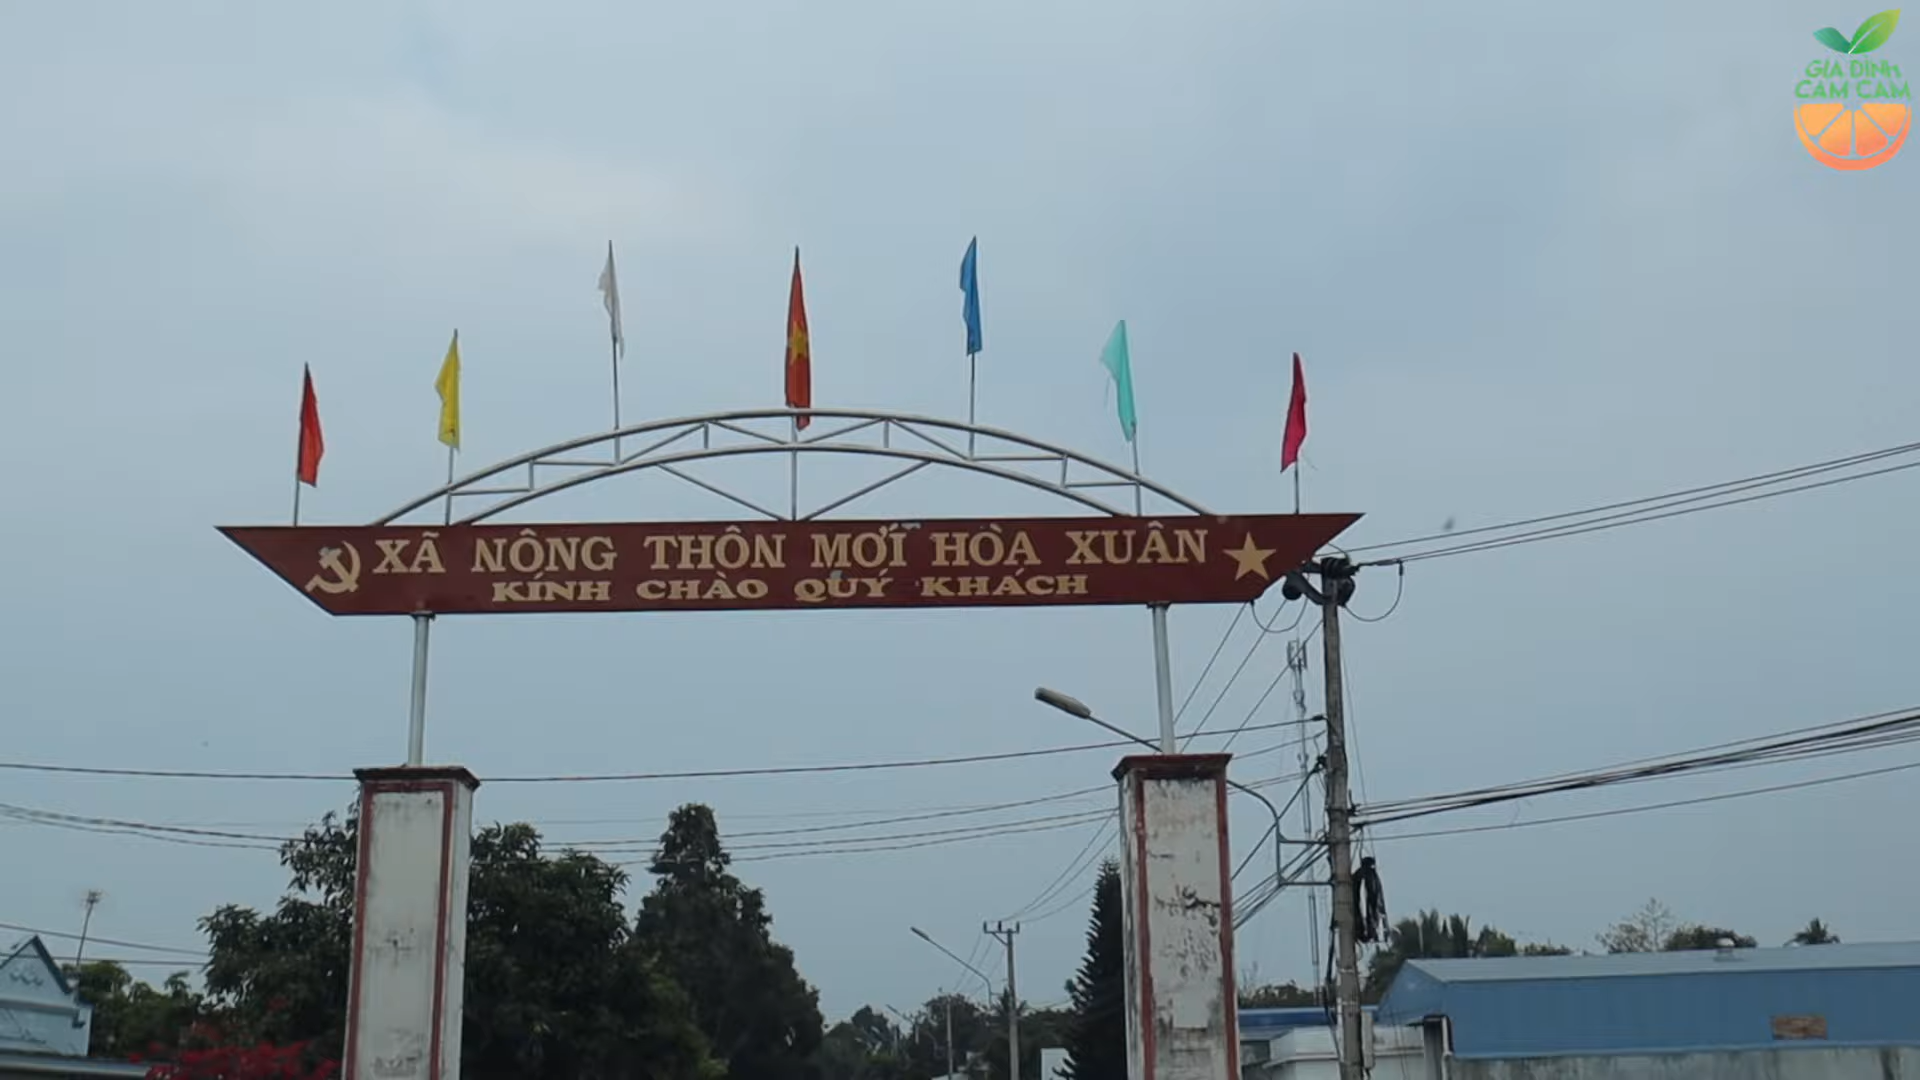 GIA ĐÌNH
CAM CAM
XÃ NÔNG THÔN MỚI HÒA XUÂN
KÍNH CHÀO QUÝ KHÁCH